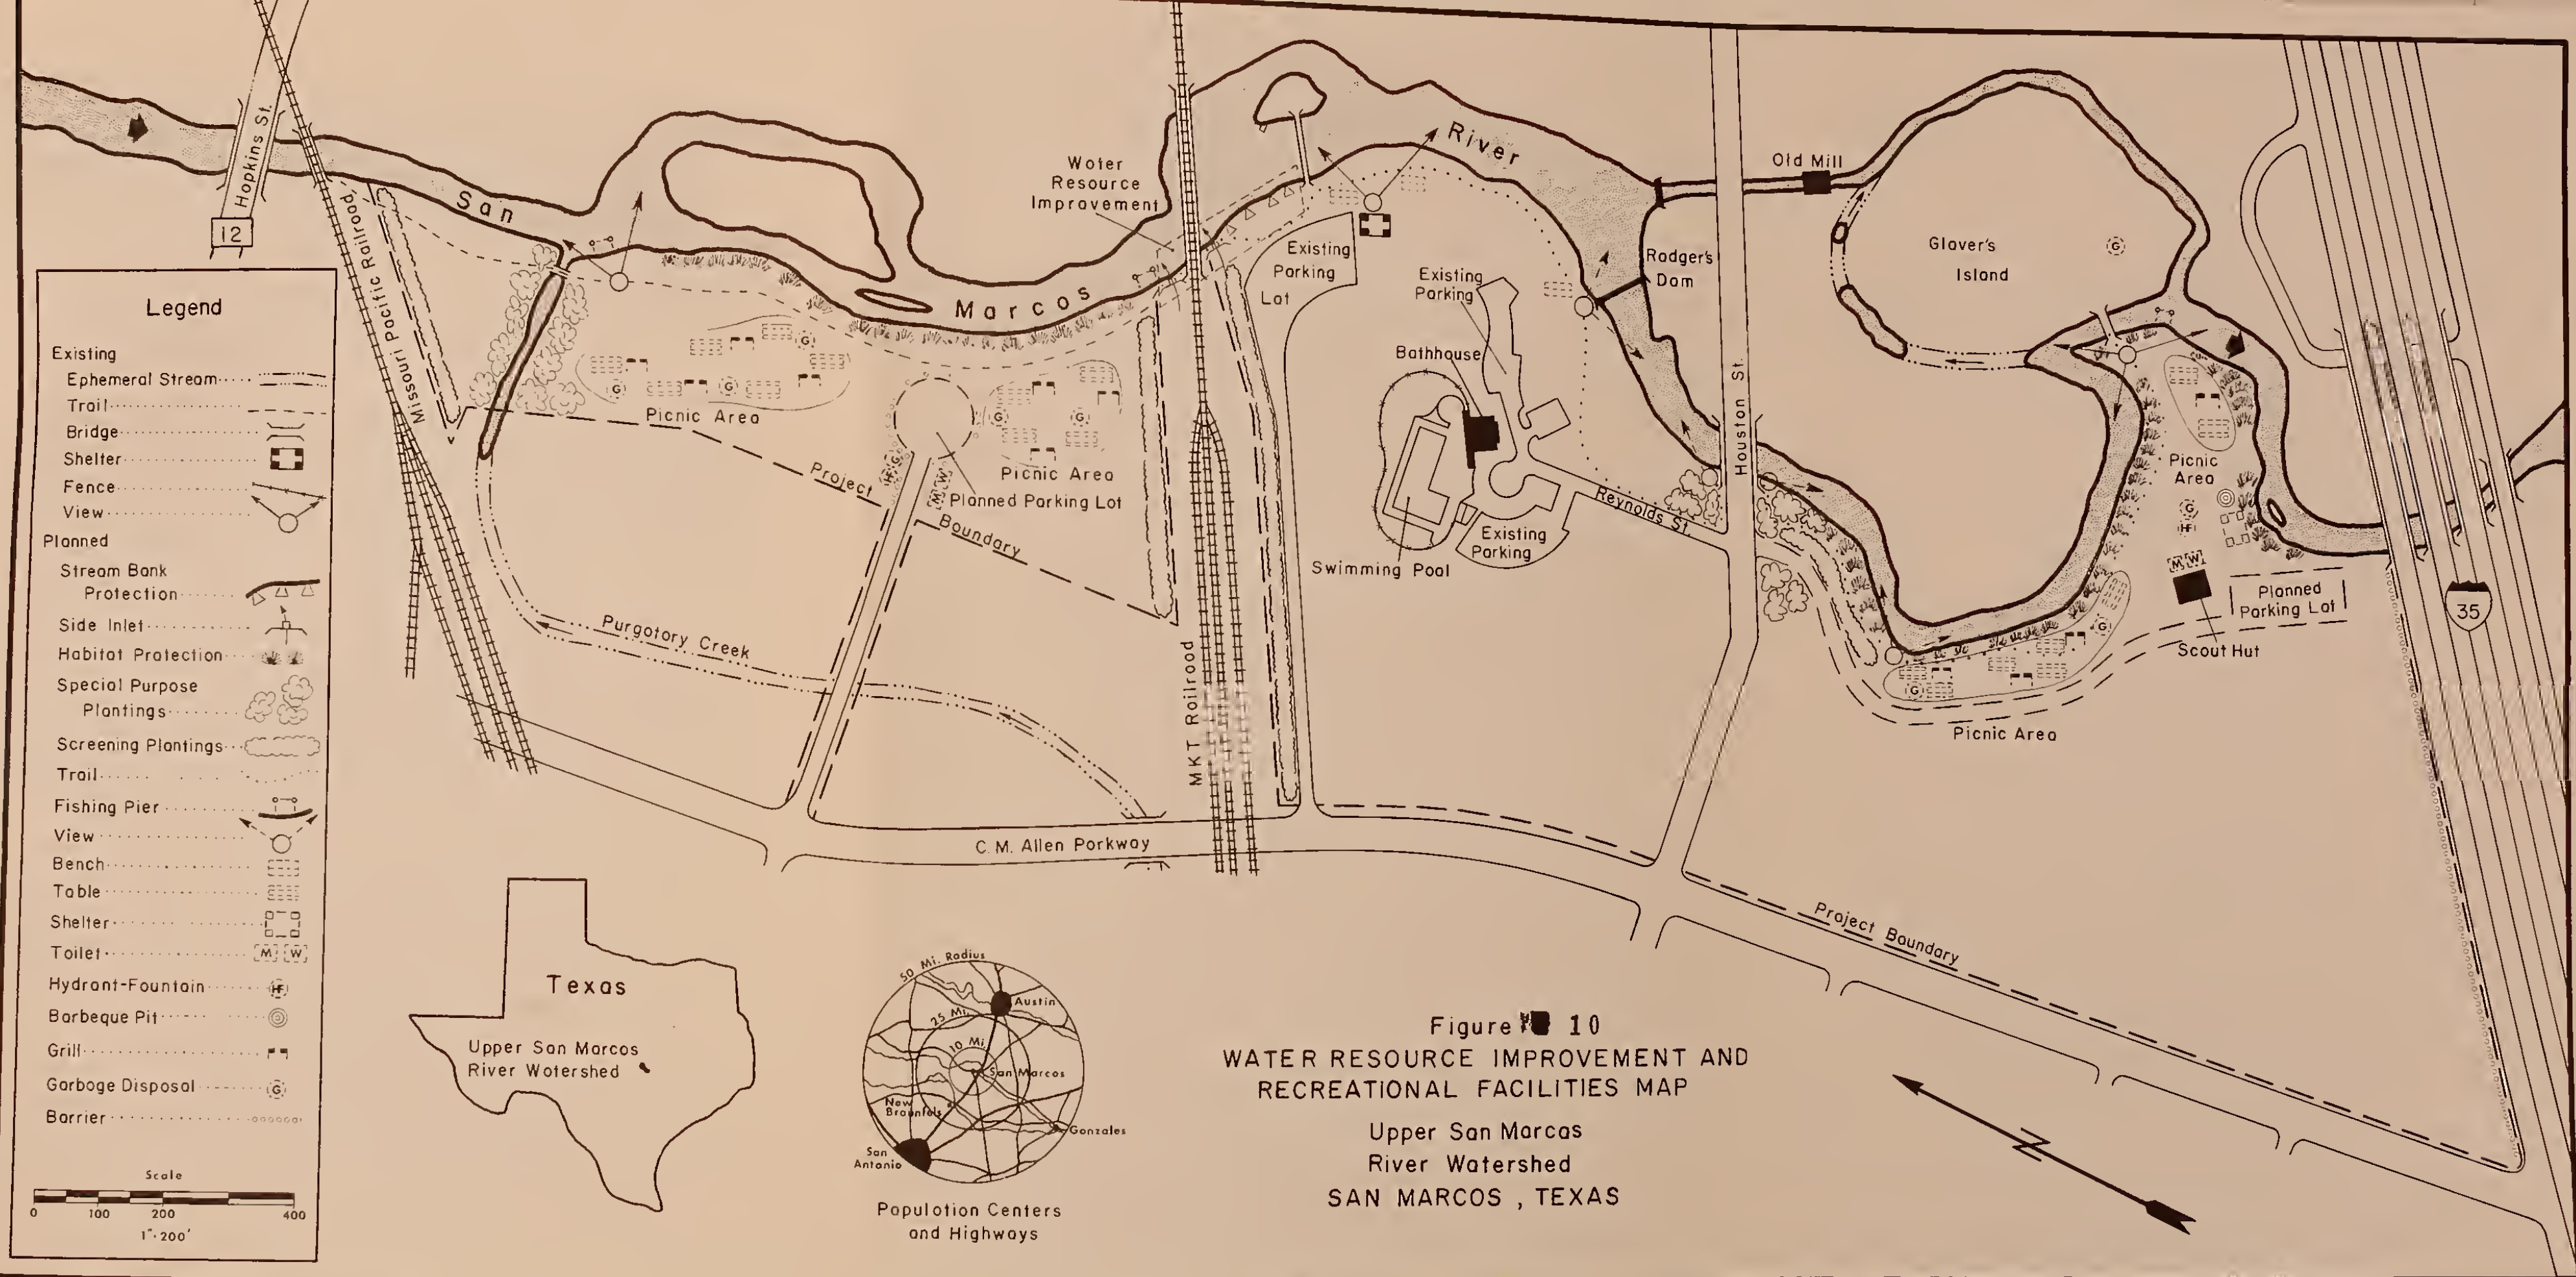 Hopkins St.
12
Missouri Pacific Railroad
San
Marcos
River
Water
Resource
Improvement
Existing
Parking
Lot
Existing
Parking
Bathhouse
Rodger's
Dam
Old Mill
Glover's
Island
G
Houston St.
G
G
G
Picnic Area
G
G
Picnic Area
HF
G
M
W
Planned Parking Lot
Project
Boundary
Reynolds St.
Existing
Parking
Swimming Pool
Picnic
Area
G
HF
M
W
Planned
Parking Lot
35
Scout Hut
G
G
Picnic Area
Purgatory Creek
MKT Railroad
C. M. Allen Parkway
Project Boundary
Legend
Existing
Ephemeral Stream
Trail
Bridge
Shelter
Fence
View
Planned
Stream Bank
Protection
Side Inlet
Habitat Protection
Special Purpose
Plantings
Screening Plantings
Trail
Fishing Pier
View
Bench
Table
Shelter
Toilet M W
Hydrant-Fountain HF
Barbeque Pit
Grill
Garbage Disposal G
Barrier
Scale
0 100 200 400
1"·200'
Texas
Upper San Marcos
River Watershed
50 Mi. Radius
25 Mi.
10 Mi.
Austin
San Marcos
New
Braunfels
Gonzales
San
Antonio
Population Centers
and Highways
Figure 10
WATER RESOURCE IMPROVEMENT AND
RECREATIONAL FACILITIES MAP
Upper San Marcos
River Watershed
SAN MARCOS , TEXAS
N